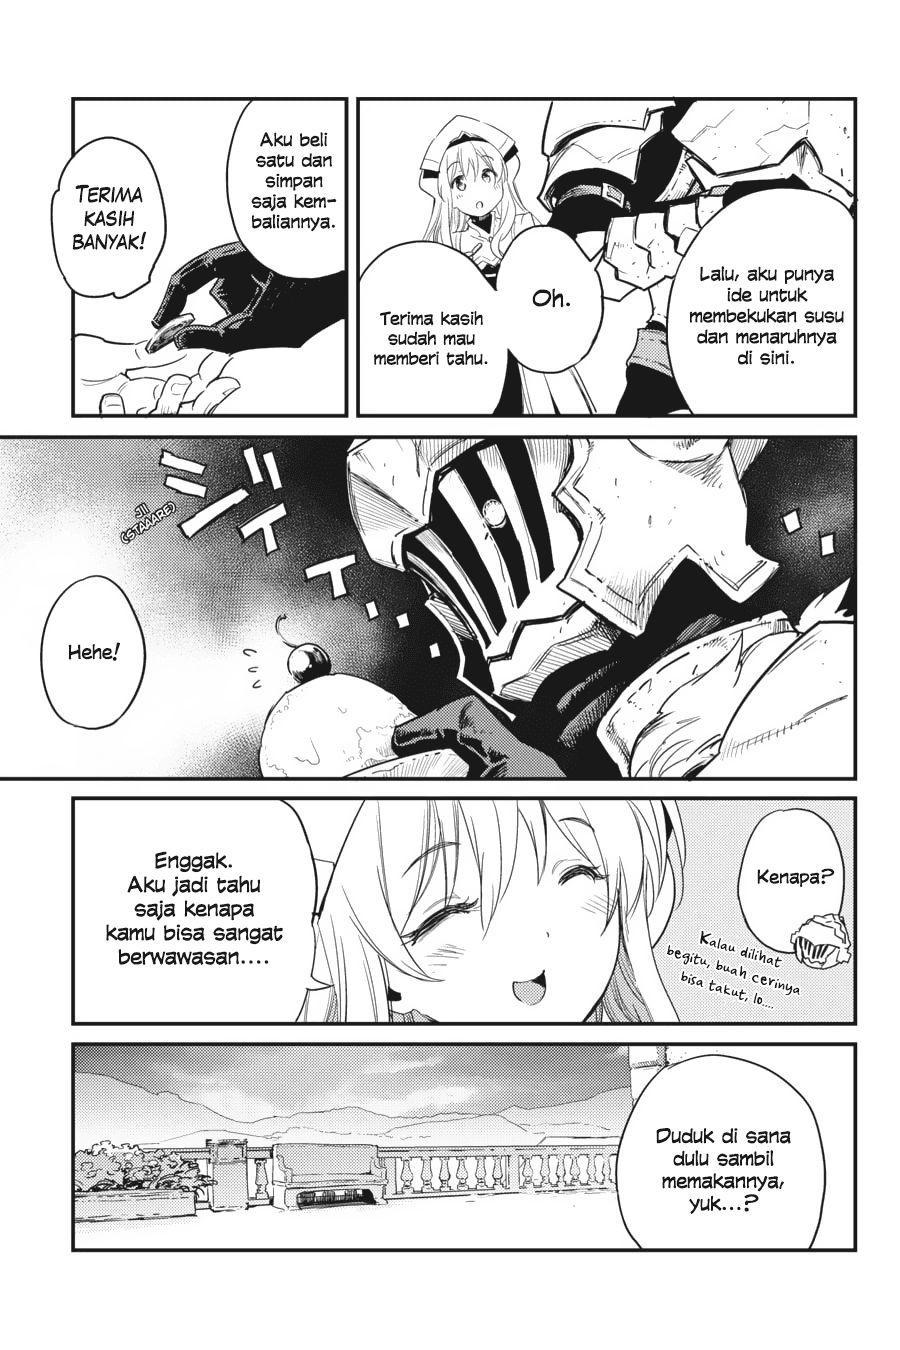 Lalu, aku punya
ide untuk
membekukan susu
dan menaruhnya
di sini.
Oh.
Terima kasih
sudah mau
memberi tahu.
Aku beli
satu dan
simpan
saja kem-
baliannya.
TERIMA
KASIH
BANYAK!
ジイ
JII
(STAAARE)
Hehe!
Kenapa?
Kalau dilihat
begitu, buah cerinya
bisa takut, lo....
Enggak.
Aku jadi tahu
saja kenapa
kamu bisa sangat
berwawasan....
Duduk di sana
dulu sambil
memakannya,
yuk...?